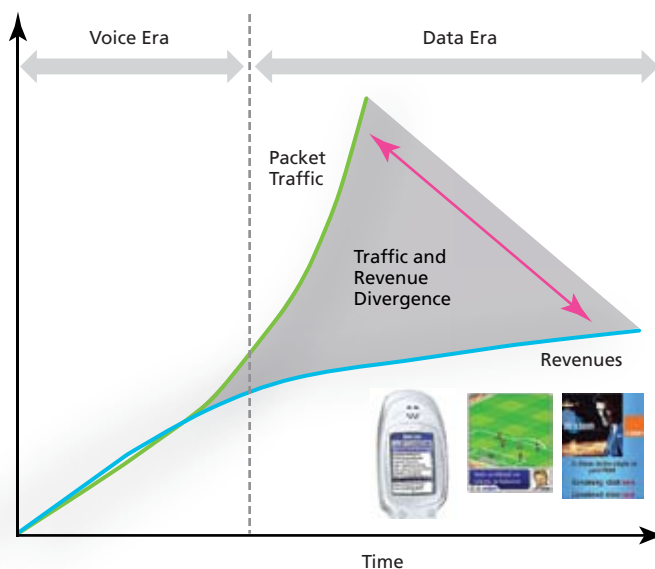 Voice Era
Data Era
Packet
Traffic
Traffic and
Revenue
Divergence
Revenues
Time